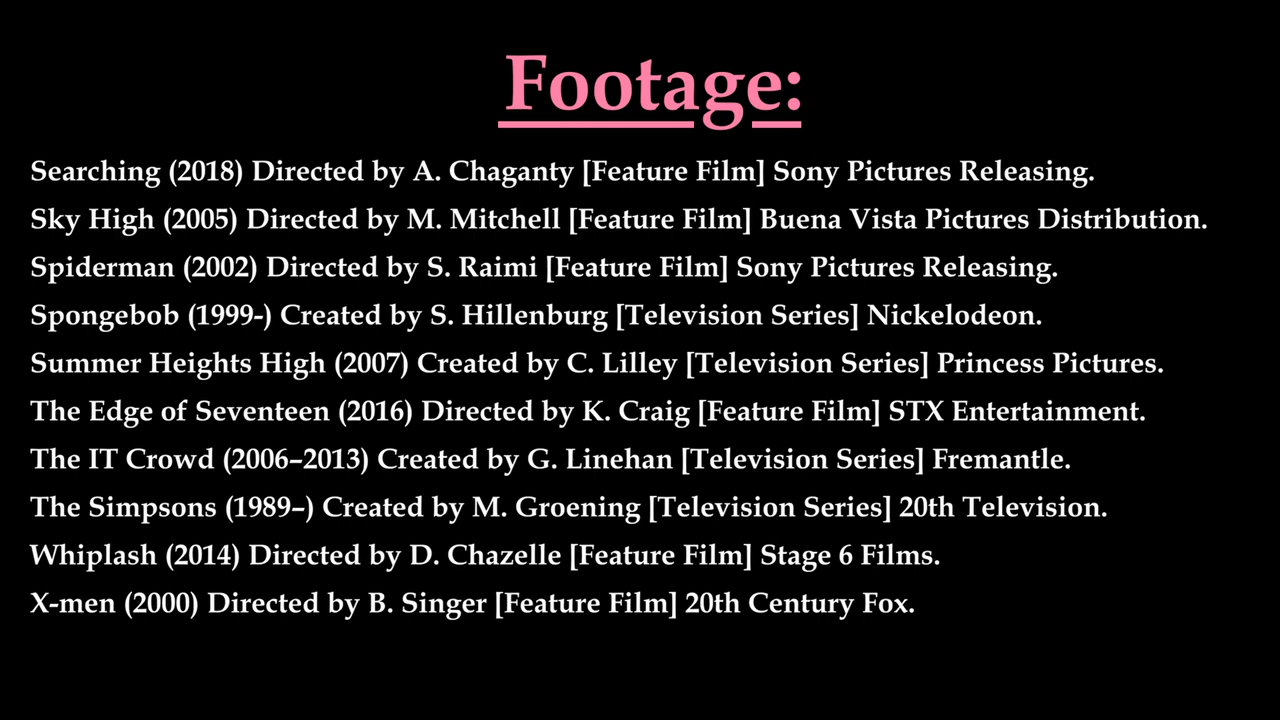 Footage:
Searching (2018) Directed by A. Chaganty [Feature Film] Sony Pictures Releasing.
Sky High (2005) Directed by M. Mitchell [Feature Film] Buena Vista Pictures Distribution.
Spiderman (2002) Directed by S. Raimi [Feature Film] Sony Pictures Releasing.
Spongebob (1999-) Created by S. Hillenburg [Television Series] Nickelodeon.
Summer Heights High (2007) Created by C. Lilley [Television Series] Princess Pictures.
The Edge of Seventeen (2016) Directed by K. Craig [Feature Film] STX Entertainment.
The IT Crowd (2006–2013) Created by G. Linehan [Television Series] Fremantle.
The Simpsons (1989–) Created by M. Groening [Television Series] 20th Television.
Whiplash (2014) Directed by D. Chazelle [Feature Film] Stage 6 Films.
X-men (2000) Directed by B. Singer [Feature Film] 20th Century Fox.